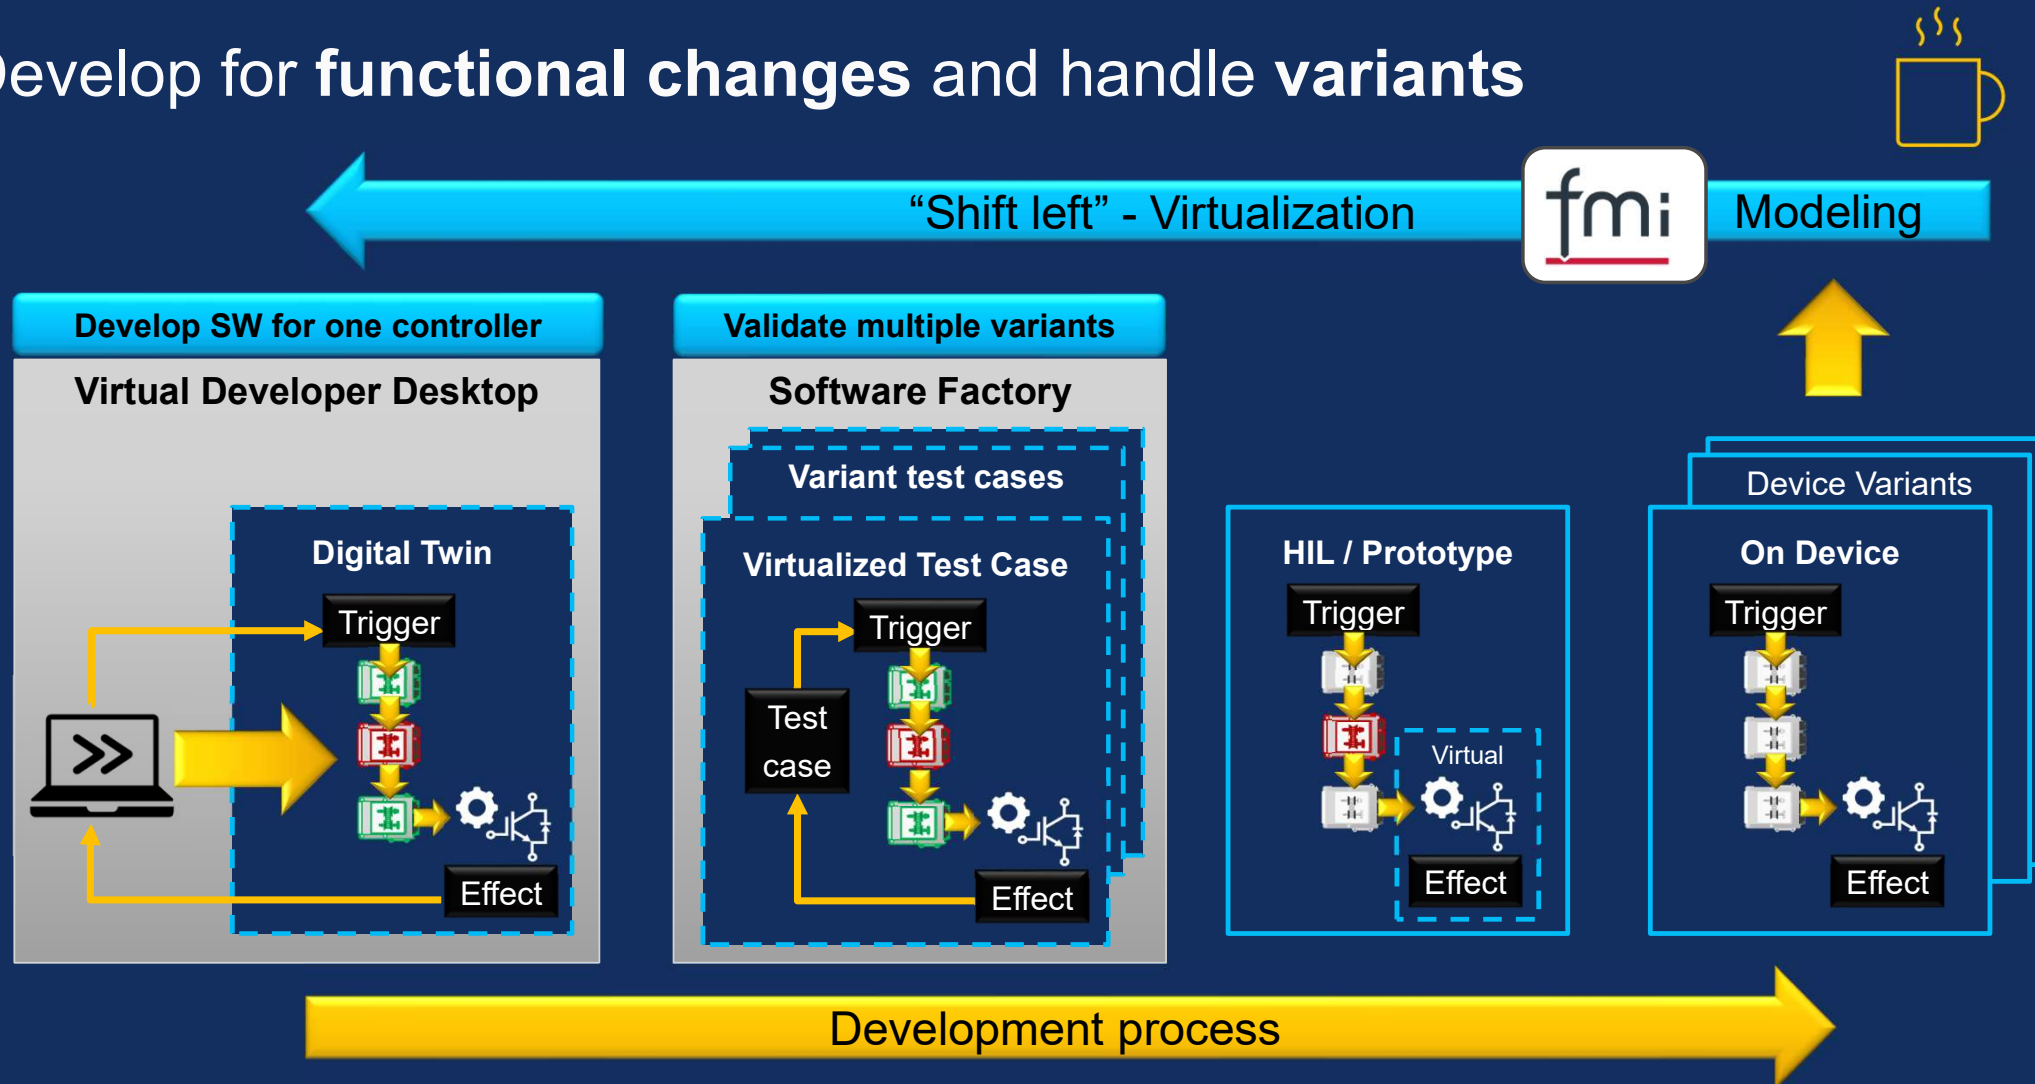 Develop for functional changes and handle variants
“Shift left” - Virtualization
fmi
Modeling
Develop SW for one controller
Virtual Developer Desktop
Digital Twin
Trigger
Effect
Validate multiple variants
Software Factory
Variant test cases
Virtualized Test Case
Trigger
Test
case
Effect
HIL / Prototype
Trigger
Virtual
Effect
Device Variants
On Device
Trigger
Effect
Development process